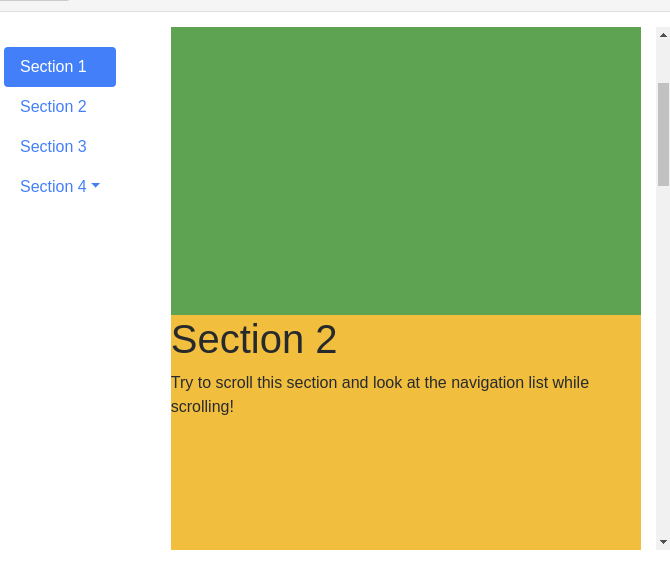 Section 1
Section 2
Section 3
Section 4
Section 2
Try to scroll this section and look at the navigation list while
scrolling!